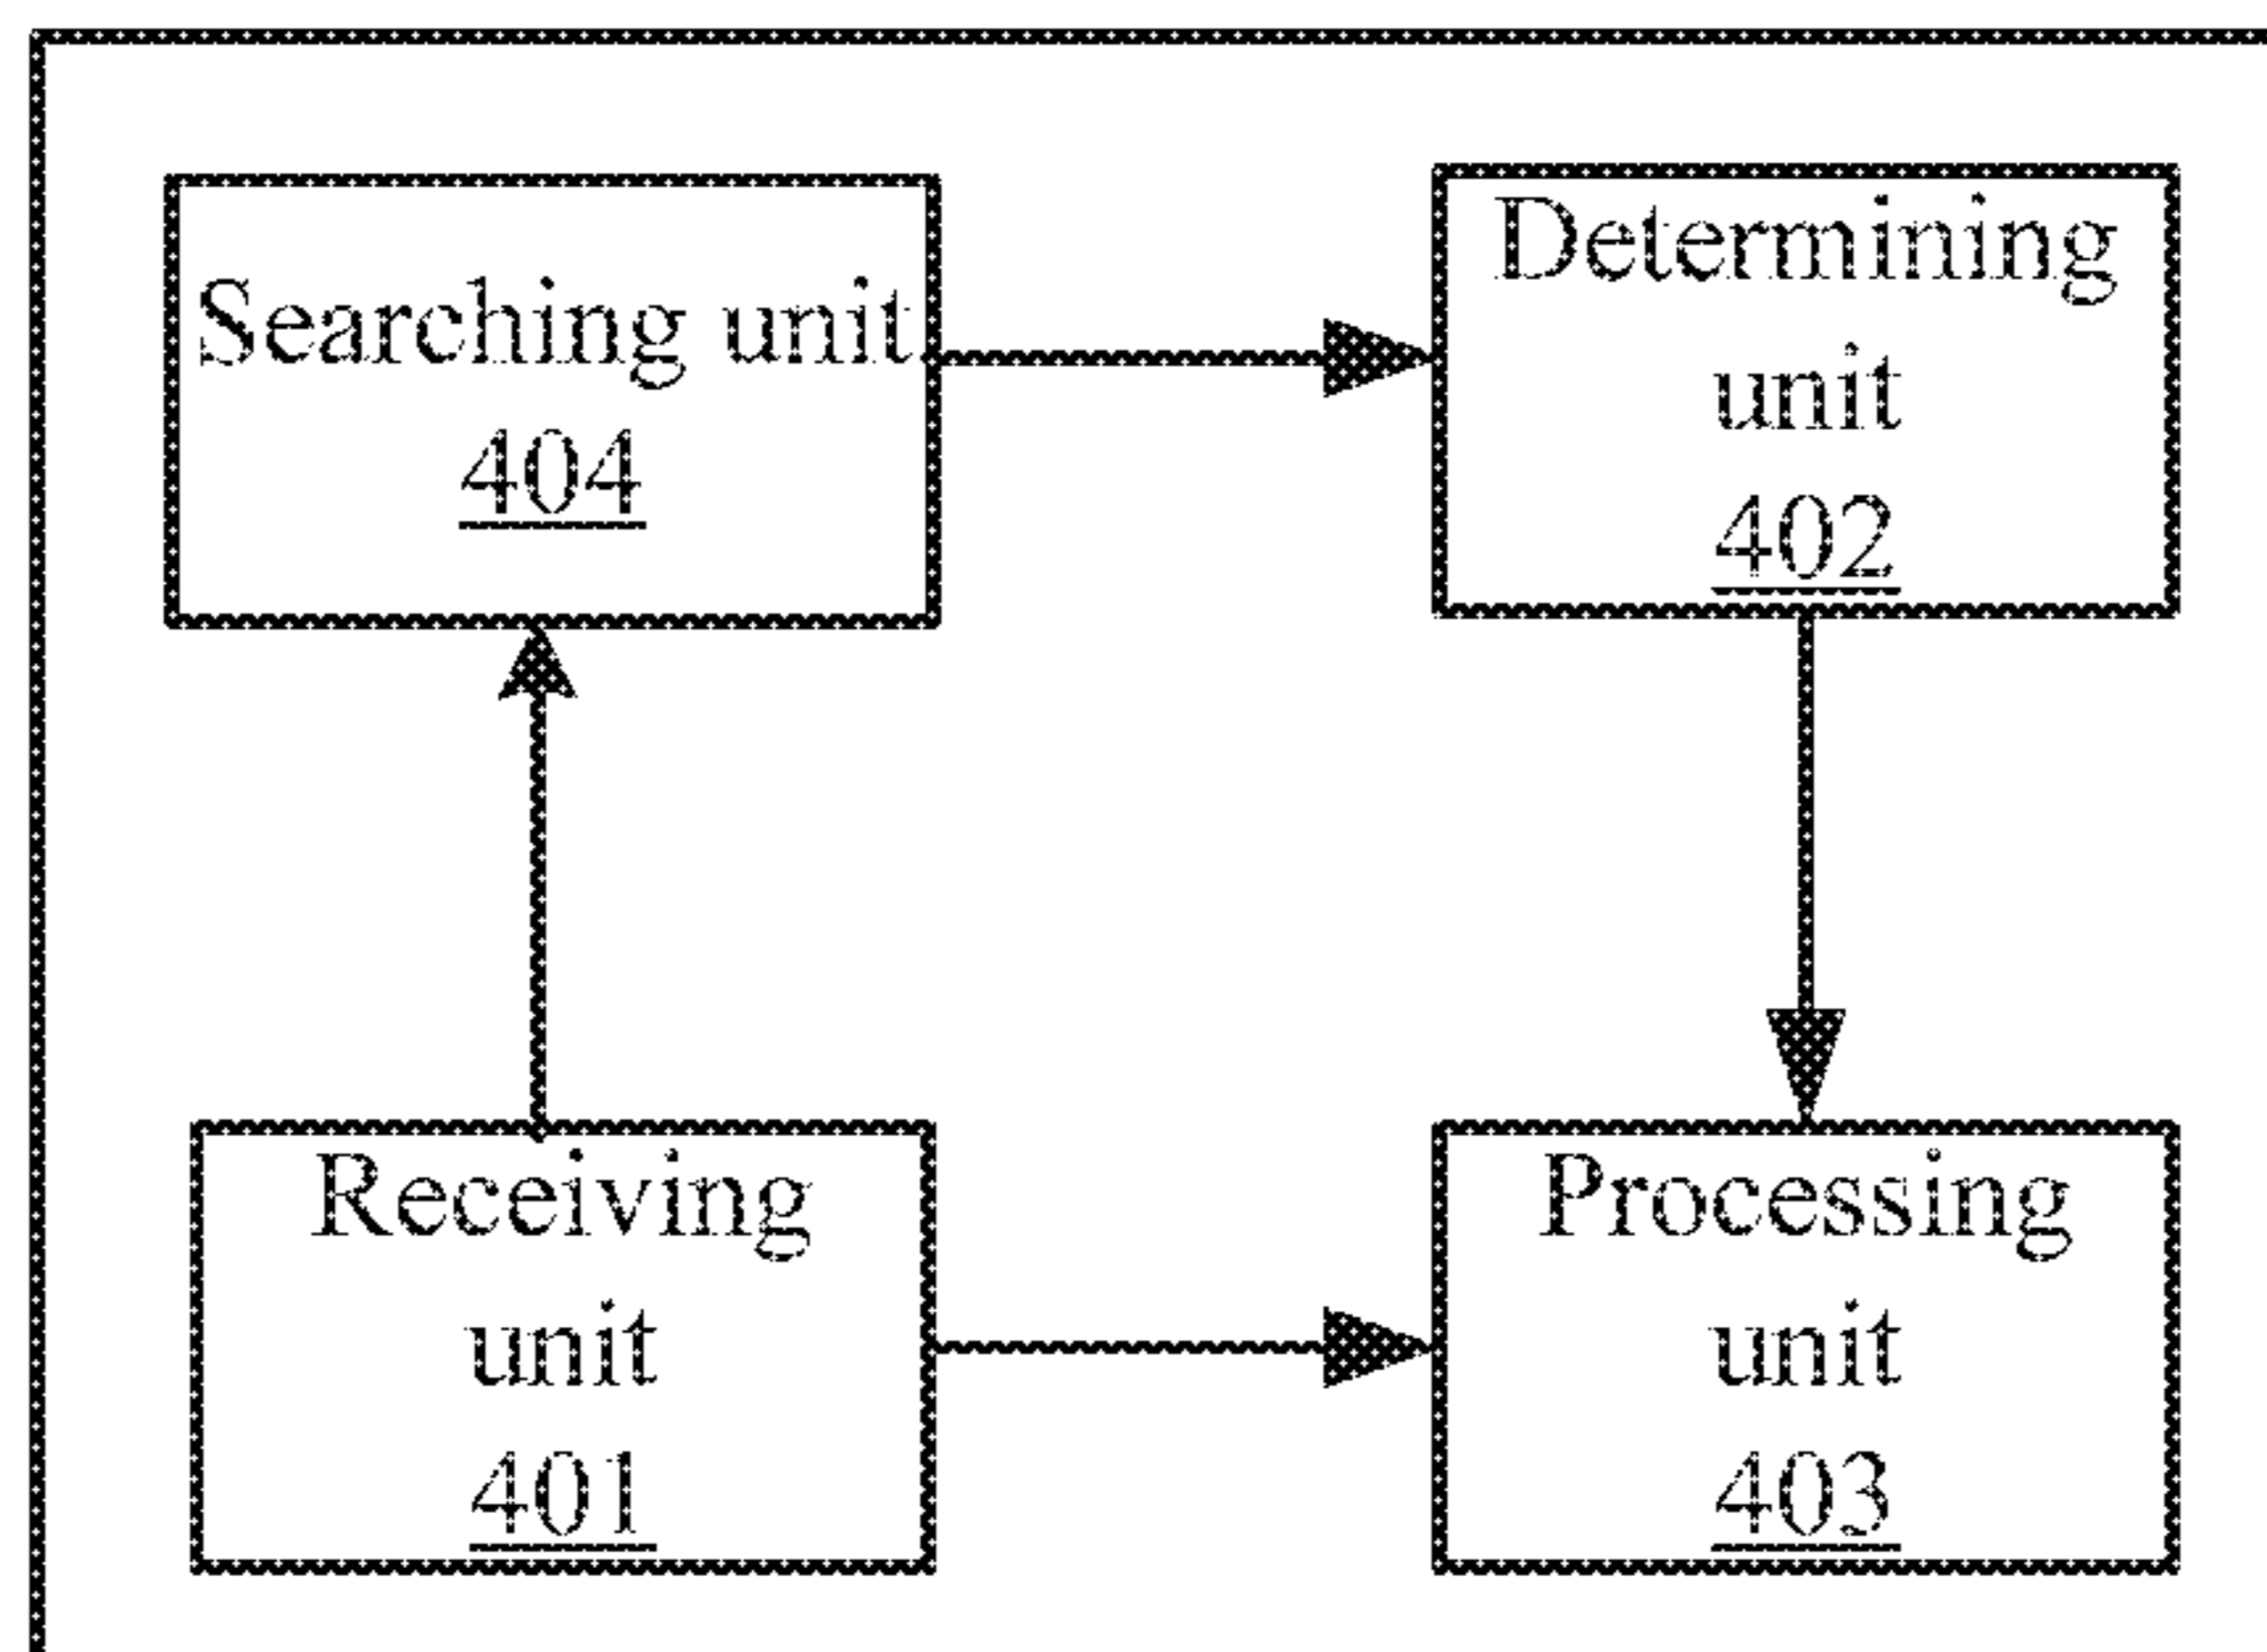 Searching unit
404
Determining
unit
402
Receiving
unit
401
Processing
unit
403